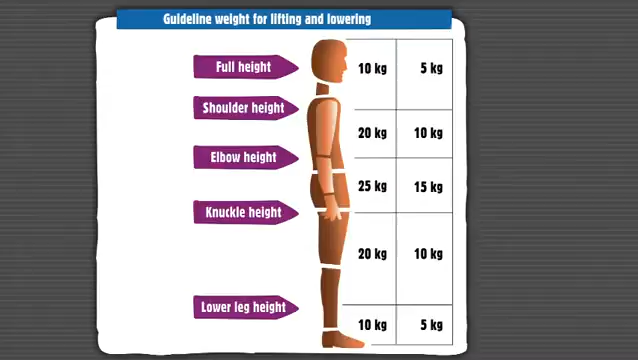 Guideline weight for lifting and lowering
Full height 10 kg 5 kg
Shoulder height
20 kg 10 kg
Elbow height
25 kg 15 kg
Knuckle height
20 kg 10 kg
Lower leg height
10 kg 5 kg